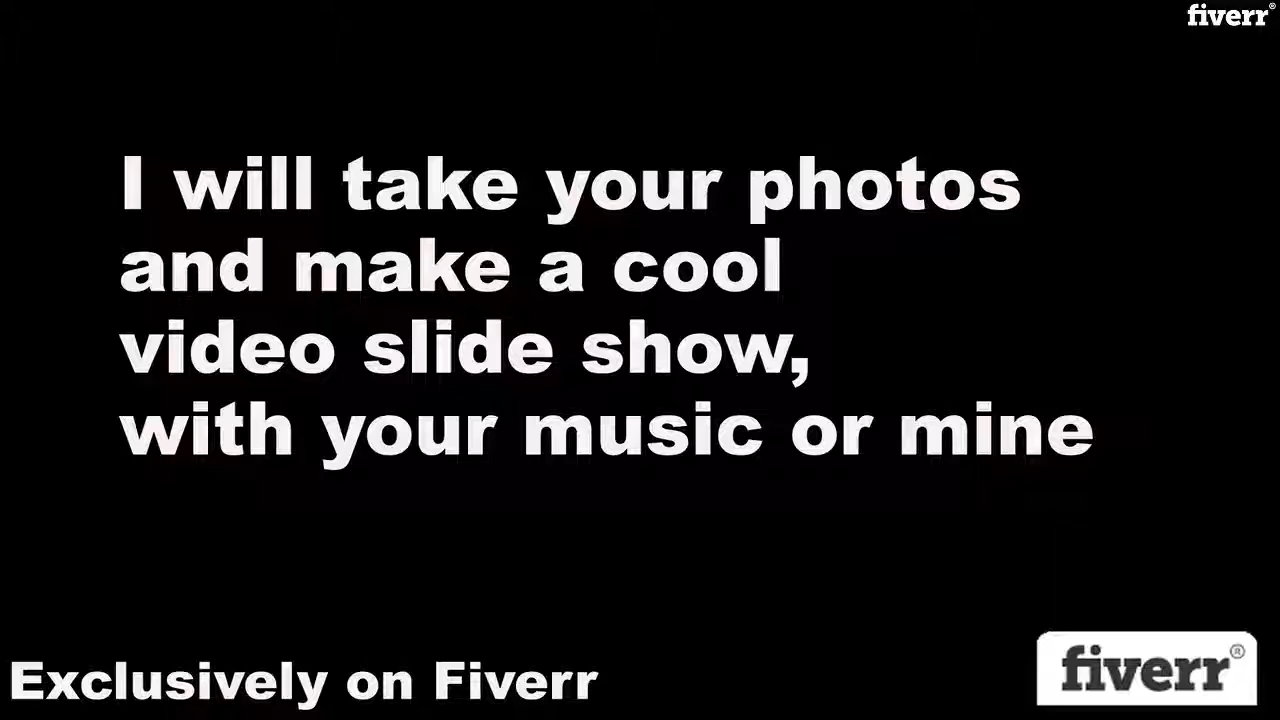 fiverr®
I will take your photos
and make a cool
video slide show,
with your music or mine
Exclusively on Fiverr
fiverr®